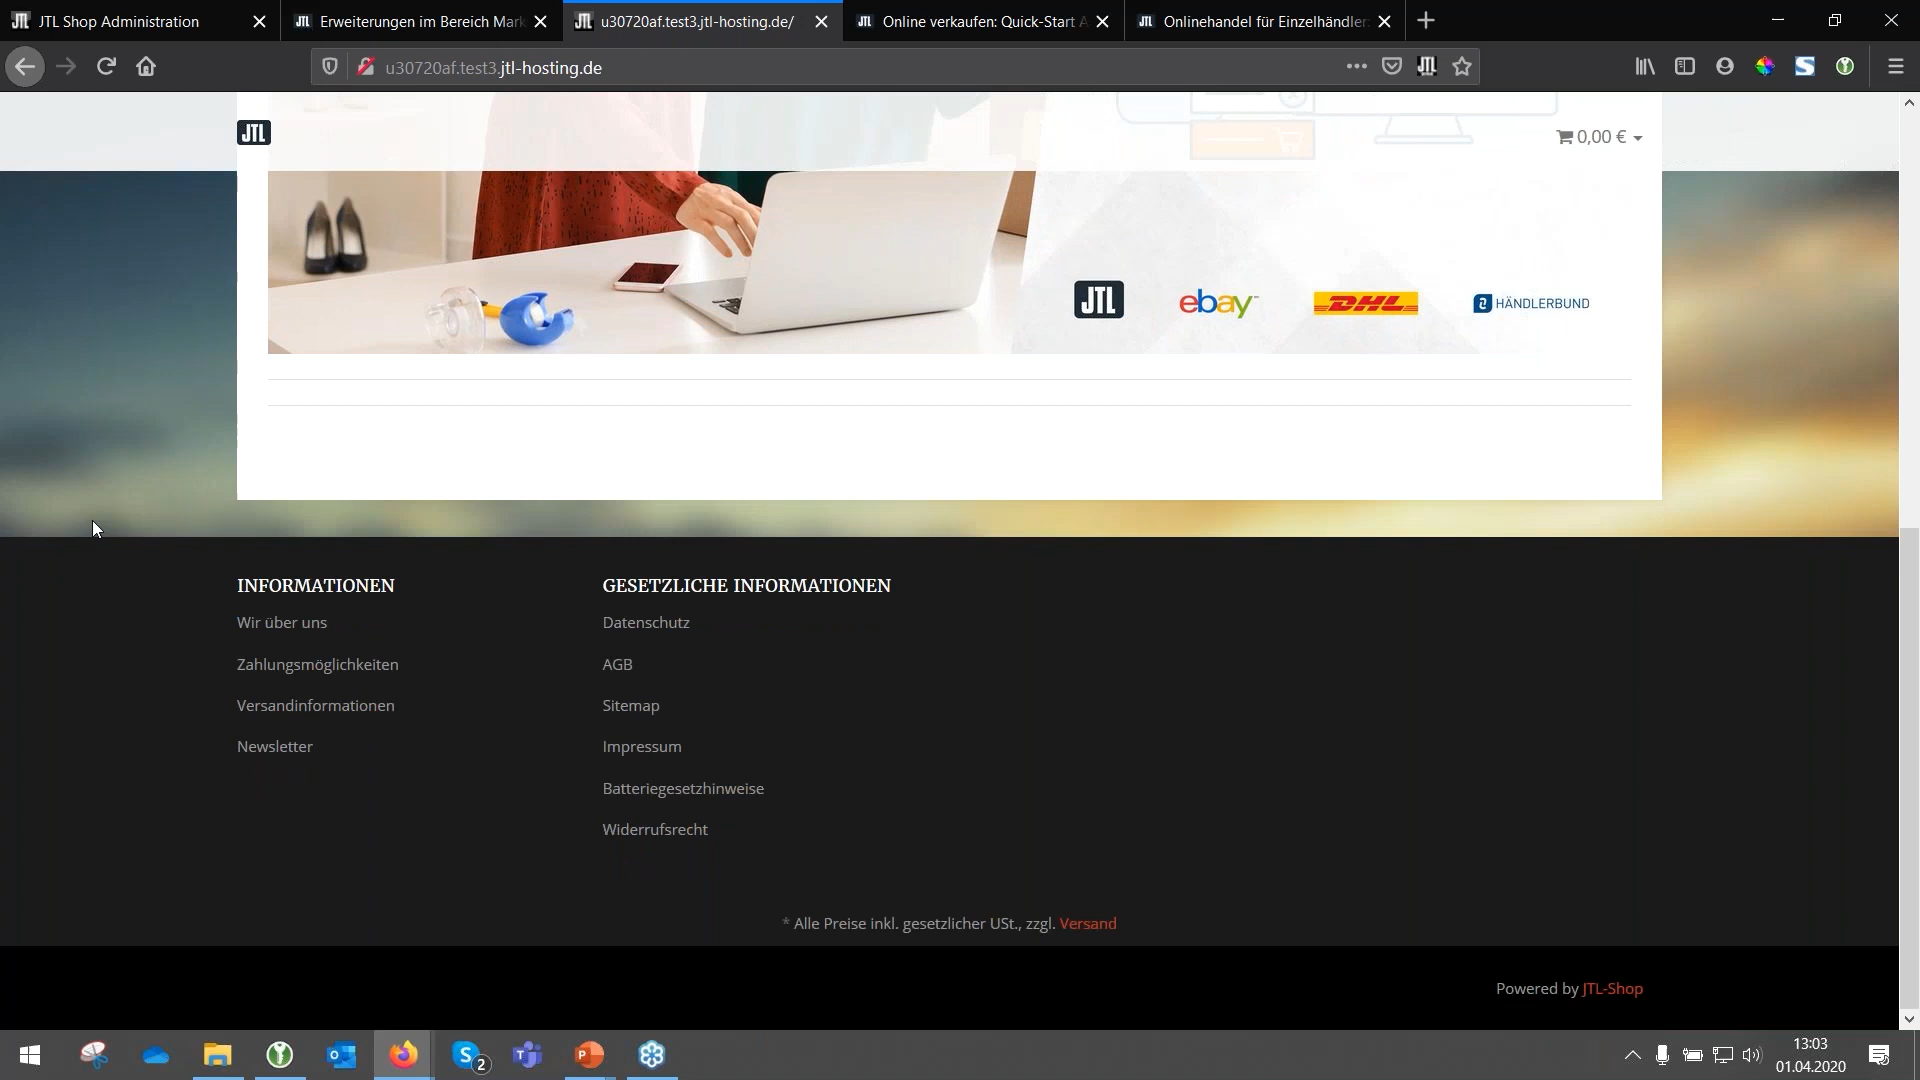 JTL Shop Administration
Erweiterungen im Bereich Mark
u30720af.test3.jtl-hosting.de/
Online verkaufen: Quick-Start A
Onlinehandel für Einzelhändler:
u30720af.test3.jtl-hosting.de
JTL
0,00 €
JTL
ebay
DHL
HÄNDLERBUND
INFORMATIONEN
Wir über uns
Zahlungsmöglichkeiten
Versandinformationen
Newsletter
GESETZLICHE INFORMATIONEN
Datenschutz
AGB
Sitemap
Impressum
Batteriegesetzhinweise
Widerrufsrecht
* Alle Preise inkl. gesetzlicher USt., zzgl. Versand
Powered by JTL-Shop
2
13:03
01.04.2020